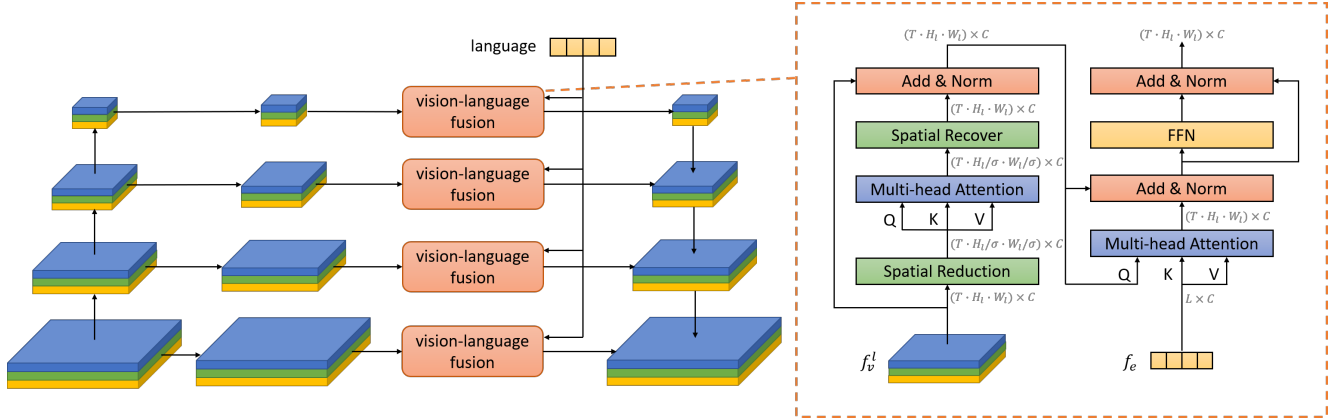 language
vision-language
fusion
vision-language
fusion
vision-language
fusion
vision-language
fusion
(T · H_l · W_l) × C
Add & Norm
(T · H_l · W_l) × C
Spatial Recover
(T · H_l/σ · W_l/σ) × C
Multi-head Attention
Q K V
(T · H_l/σ · W_l/σ) × C
Spatial Reduction
(T · H_l · W_l) × C
f_v^l
(T · H_l · W_l) × C
Add & Norm
FFN
Add & Norm
(T · H_l · W_l) × C
Multi-head Attention
Q K V
L × C
f_e